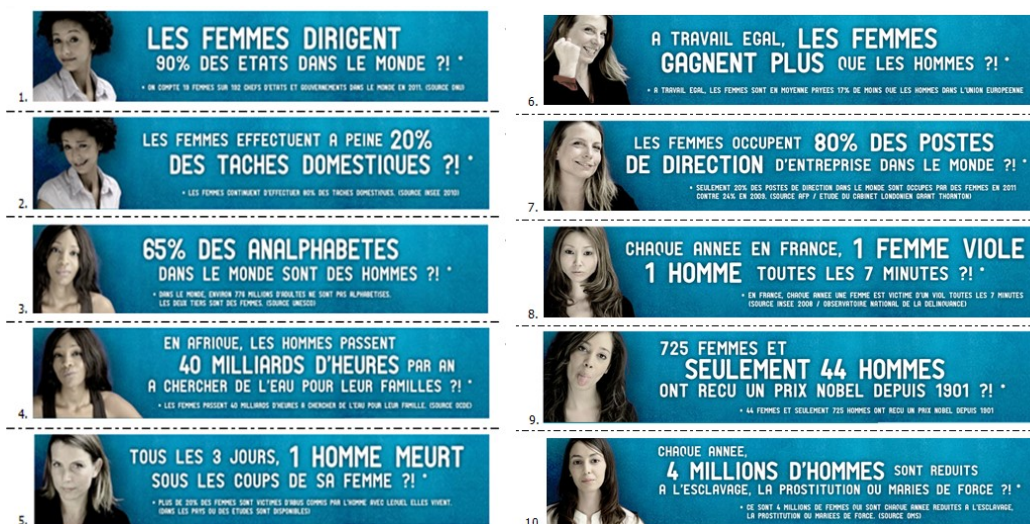 LES FEMMES DIRIGENT
90% DES ETATS DANS LE MONDE ?! *
* ON COMPTE 19 FEMMES SUR 192 CHEFS D'ETATS ET GOUVERNEMENTS DANS LE MONDE EN 2011. (SOURCE ONU)
1.
LES FEMMES EFFECTUENT A PEINE 20%
DES TACHES DOMESTIQUES ?! *
* LES FEMMES CONTINUENT D'EFFECTUER 80% DES TACHES DOMESTIQUES. (SOURCE INSEE 2010)
2.
65% DES ANALPHABETES
DANS LE MONDE SONT DES HOMMES ?! *
* DANS LE MONDE, ENVIRON 776 MILLIONS D'ADULTES NE SONT PAS ALPHABETISES.
LES DEUX TIERS SONT DES FEMMES. (SOURCE UNESCO)
3.
EN AFRIQUE, LES HOMMES PASSENT
40 MILLIARDS D'HEURES PAR AN
A CHERCHER DE L'EAU POUR LEUR FAMILLES ?! *
* LES FEMMES PASSENT 40 MILLIARDS D'HEURES A CHERCHER DE L'EAU POUR LEUR FAMILLE. (SOURCE OCDE)
4.
TOUS LES 3 JOURS, 1 HOMME MEURT
SOUS LES COUPS DE SA FEMME ?! *
* PLUS DE 20% DES FEMMES SONT VICTIMES D'ABUS COMMIS PAR L'HOMME AVEC LEQUEL ELLES VIVENT.
(DANS LES PAYS OU DES ETUDES SONT DISPONIBLES)
5.
A TRAVAIL EGAL, LES FEMMES
GAGNENT PLUS QUE LES HOMMES ?! *
* A TRAVAIL EGAL, LES FEMMES SONT EN MOYENNE PAYEES 17% DE MOINS QUE LES HOMMES DANS L'UNION EUROPEENNE
6.
LES FEMMES OCCUPENT 80% DES POSTES
DE DIRECTION D'ENTREPRISE DANS LE MONDE ?! *
* SEULEMENT 20% DES POSTES DE DIRECTION DANS LE MONDE SONT OCCUPES PAR DES FEMMES EN 2011
CONTRE 24% EN 2009. (SOURCE AFP / ETUDE DU CABINET LONDONIEN GRANT THORNTON)
7.
CHAQUE ANNEE EN FRANCE, 1 FEMME VIOLE
1 HOMME TOUTES LES 7 MINUTES ?! *
* EN FRANCE, CHAQUE ANNEE UNE FEMME EST VICTIME D'UN VIOL TOUTES LES 7 MINUTES
(SOURCE INSEE 2008 / OBSERVATOIRE NATIONAL DE LA DELINQUANCE)
8.
725 FEMMES ET
SEULEMENT 44 HOMMES
ONT RECU UN PRIX NOBEL DEPUIS 1901 ?! *
* 44 FEMMES ET SEULEMENT 725 HOMMES ONT RECU UN PRIX NOBEL DEPUIS 1901
9.
CHAQUE ANNEE,
4 MILLIONS D'HOMMES SONT REDUITS
A L'ESCLAVAGE, LA PROSTITUTION OU MARIES DE FORCE ?! *
* CE SONT 4 MILLIONS DE FEMMES QUI SONT CHAQUE ANNEE REDUITES A L'ESCLAVAGE,
LA PROSTITUTION OU MARIEES DE FORCE. (SOURCE OMS)
10.